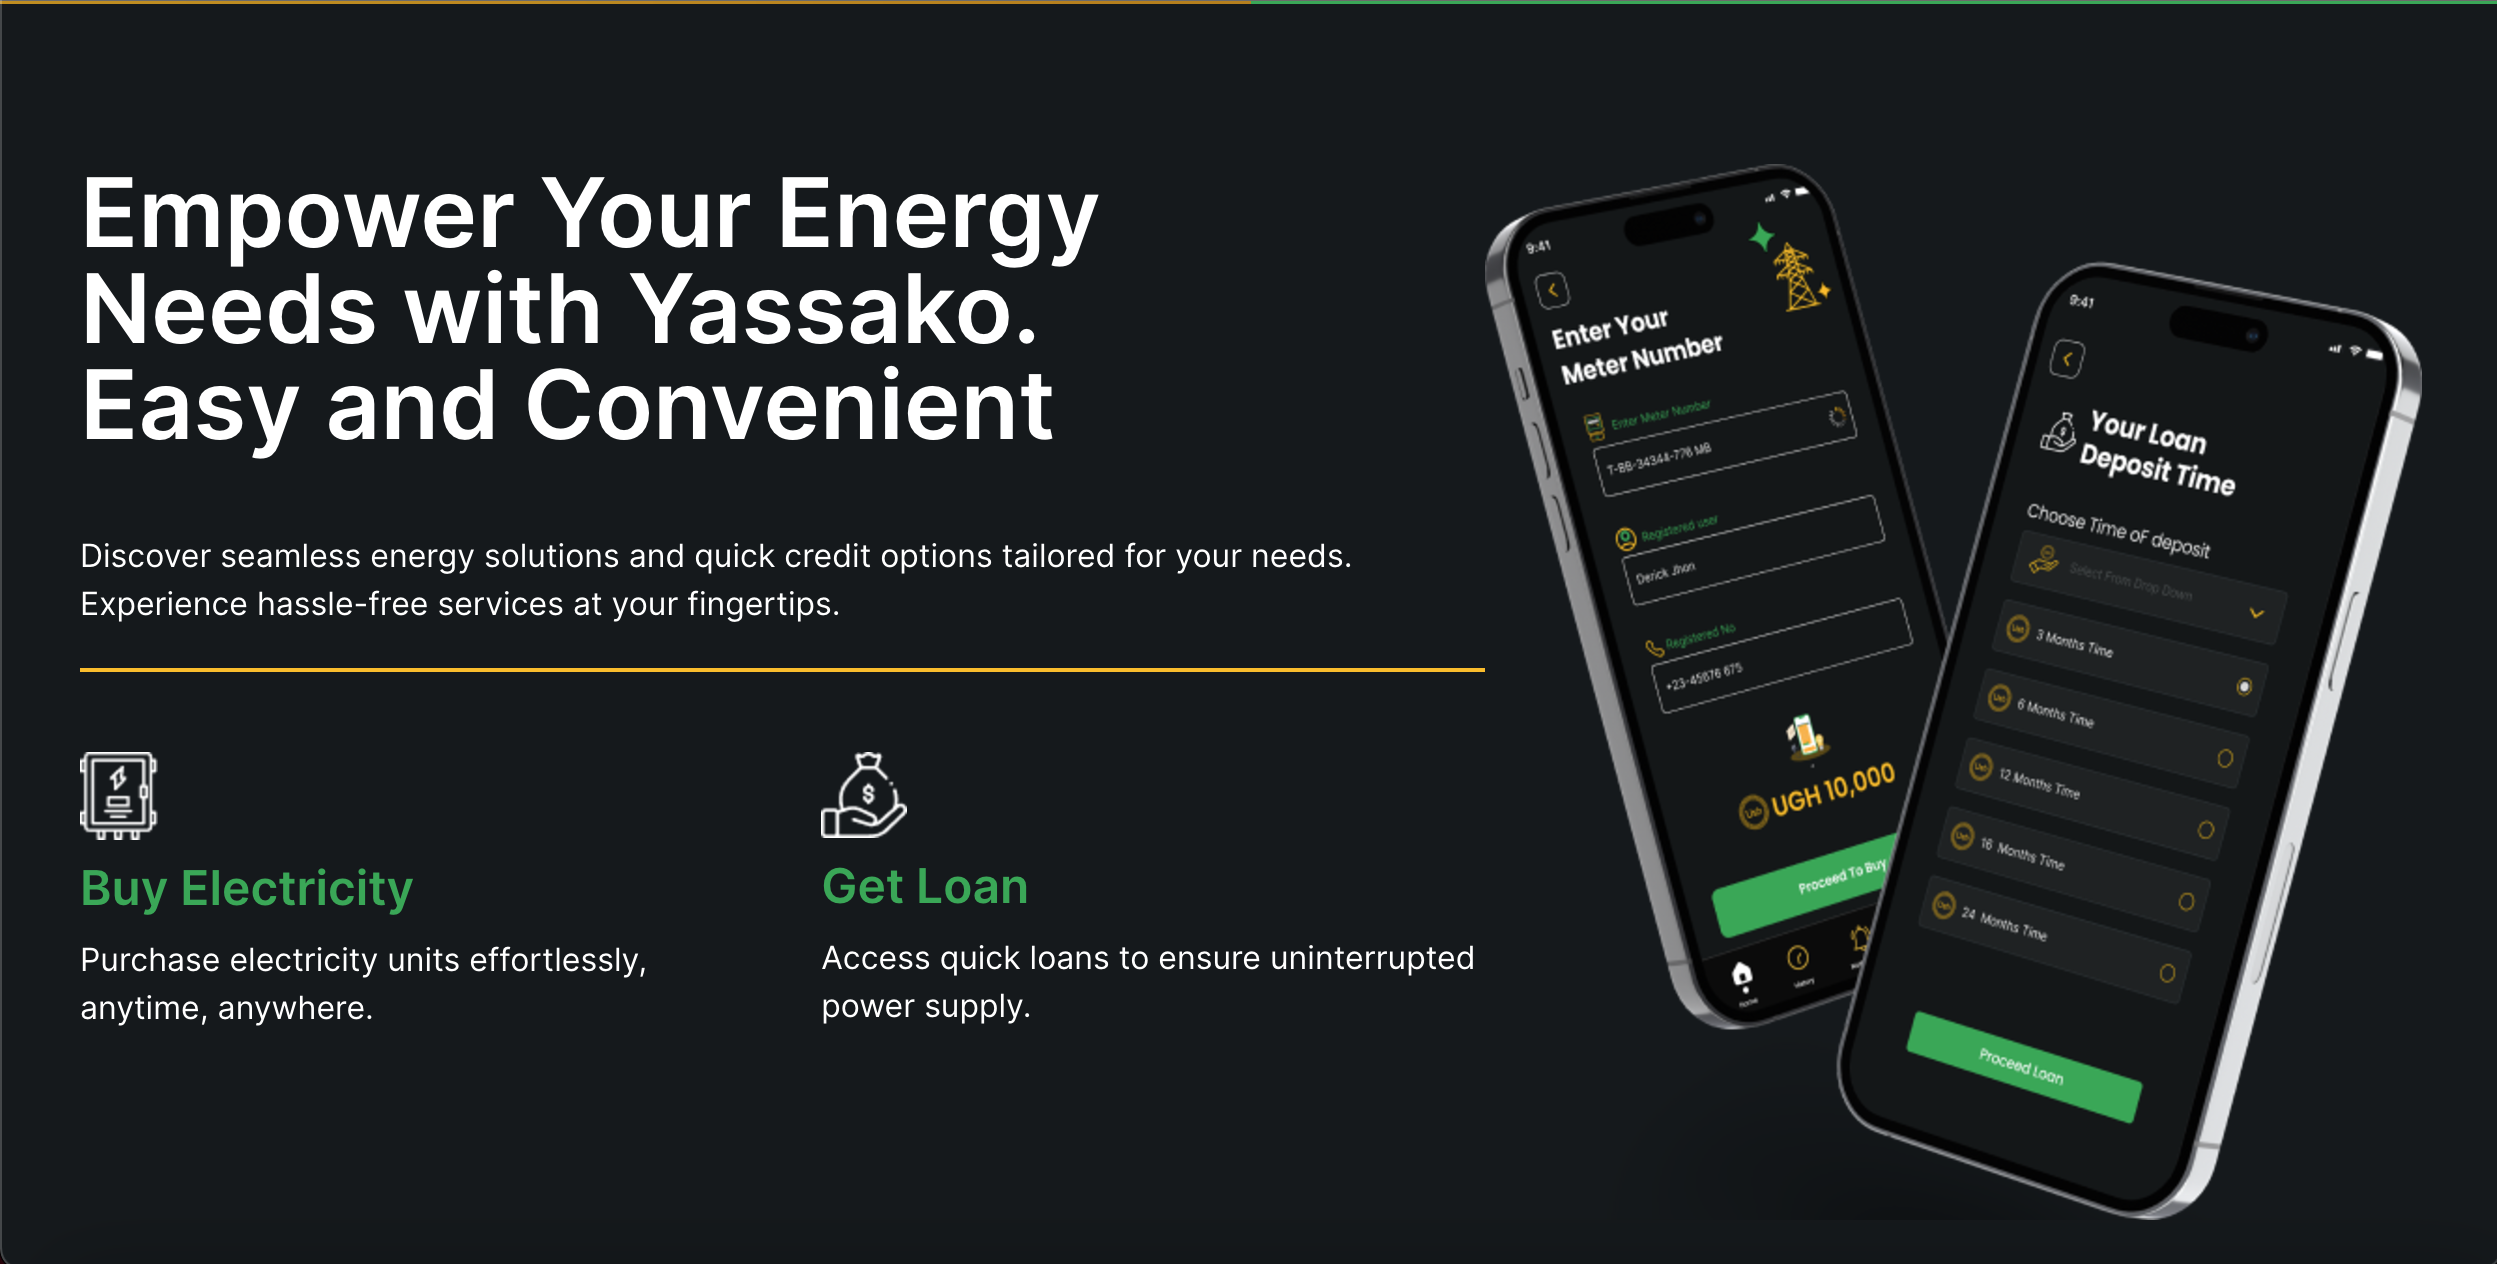 Empower Your Energy
Needs with Yassako.
Easy and Convenient
Discover seamless energy solutions and quick credit options tailored for your needs.
Experience hassle-free services at your fingertips.
Buy Electricity
Purchase electricity units effortlessly,
anytime, anywhere.
Get Loan
Access quick loans to ensure uninterrupted
power supply.
9:41
Enter Your
Meter Number
Enter Meter Number
T-BB-34344-776 MB
Registered user
Derick Jhon
Registered No
+23-45676 675
UGH 10,000
Proceed To Buy
Home
History
9:41
Your Loan
Deposit Time
Choose Time oF deposit
Select From Drop Down
3 Months Time
6 Months Time
12 Months Time
16 Months Time
24 Months Time
Proceed Loan